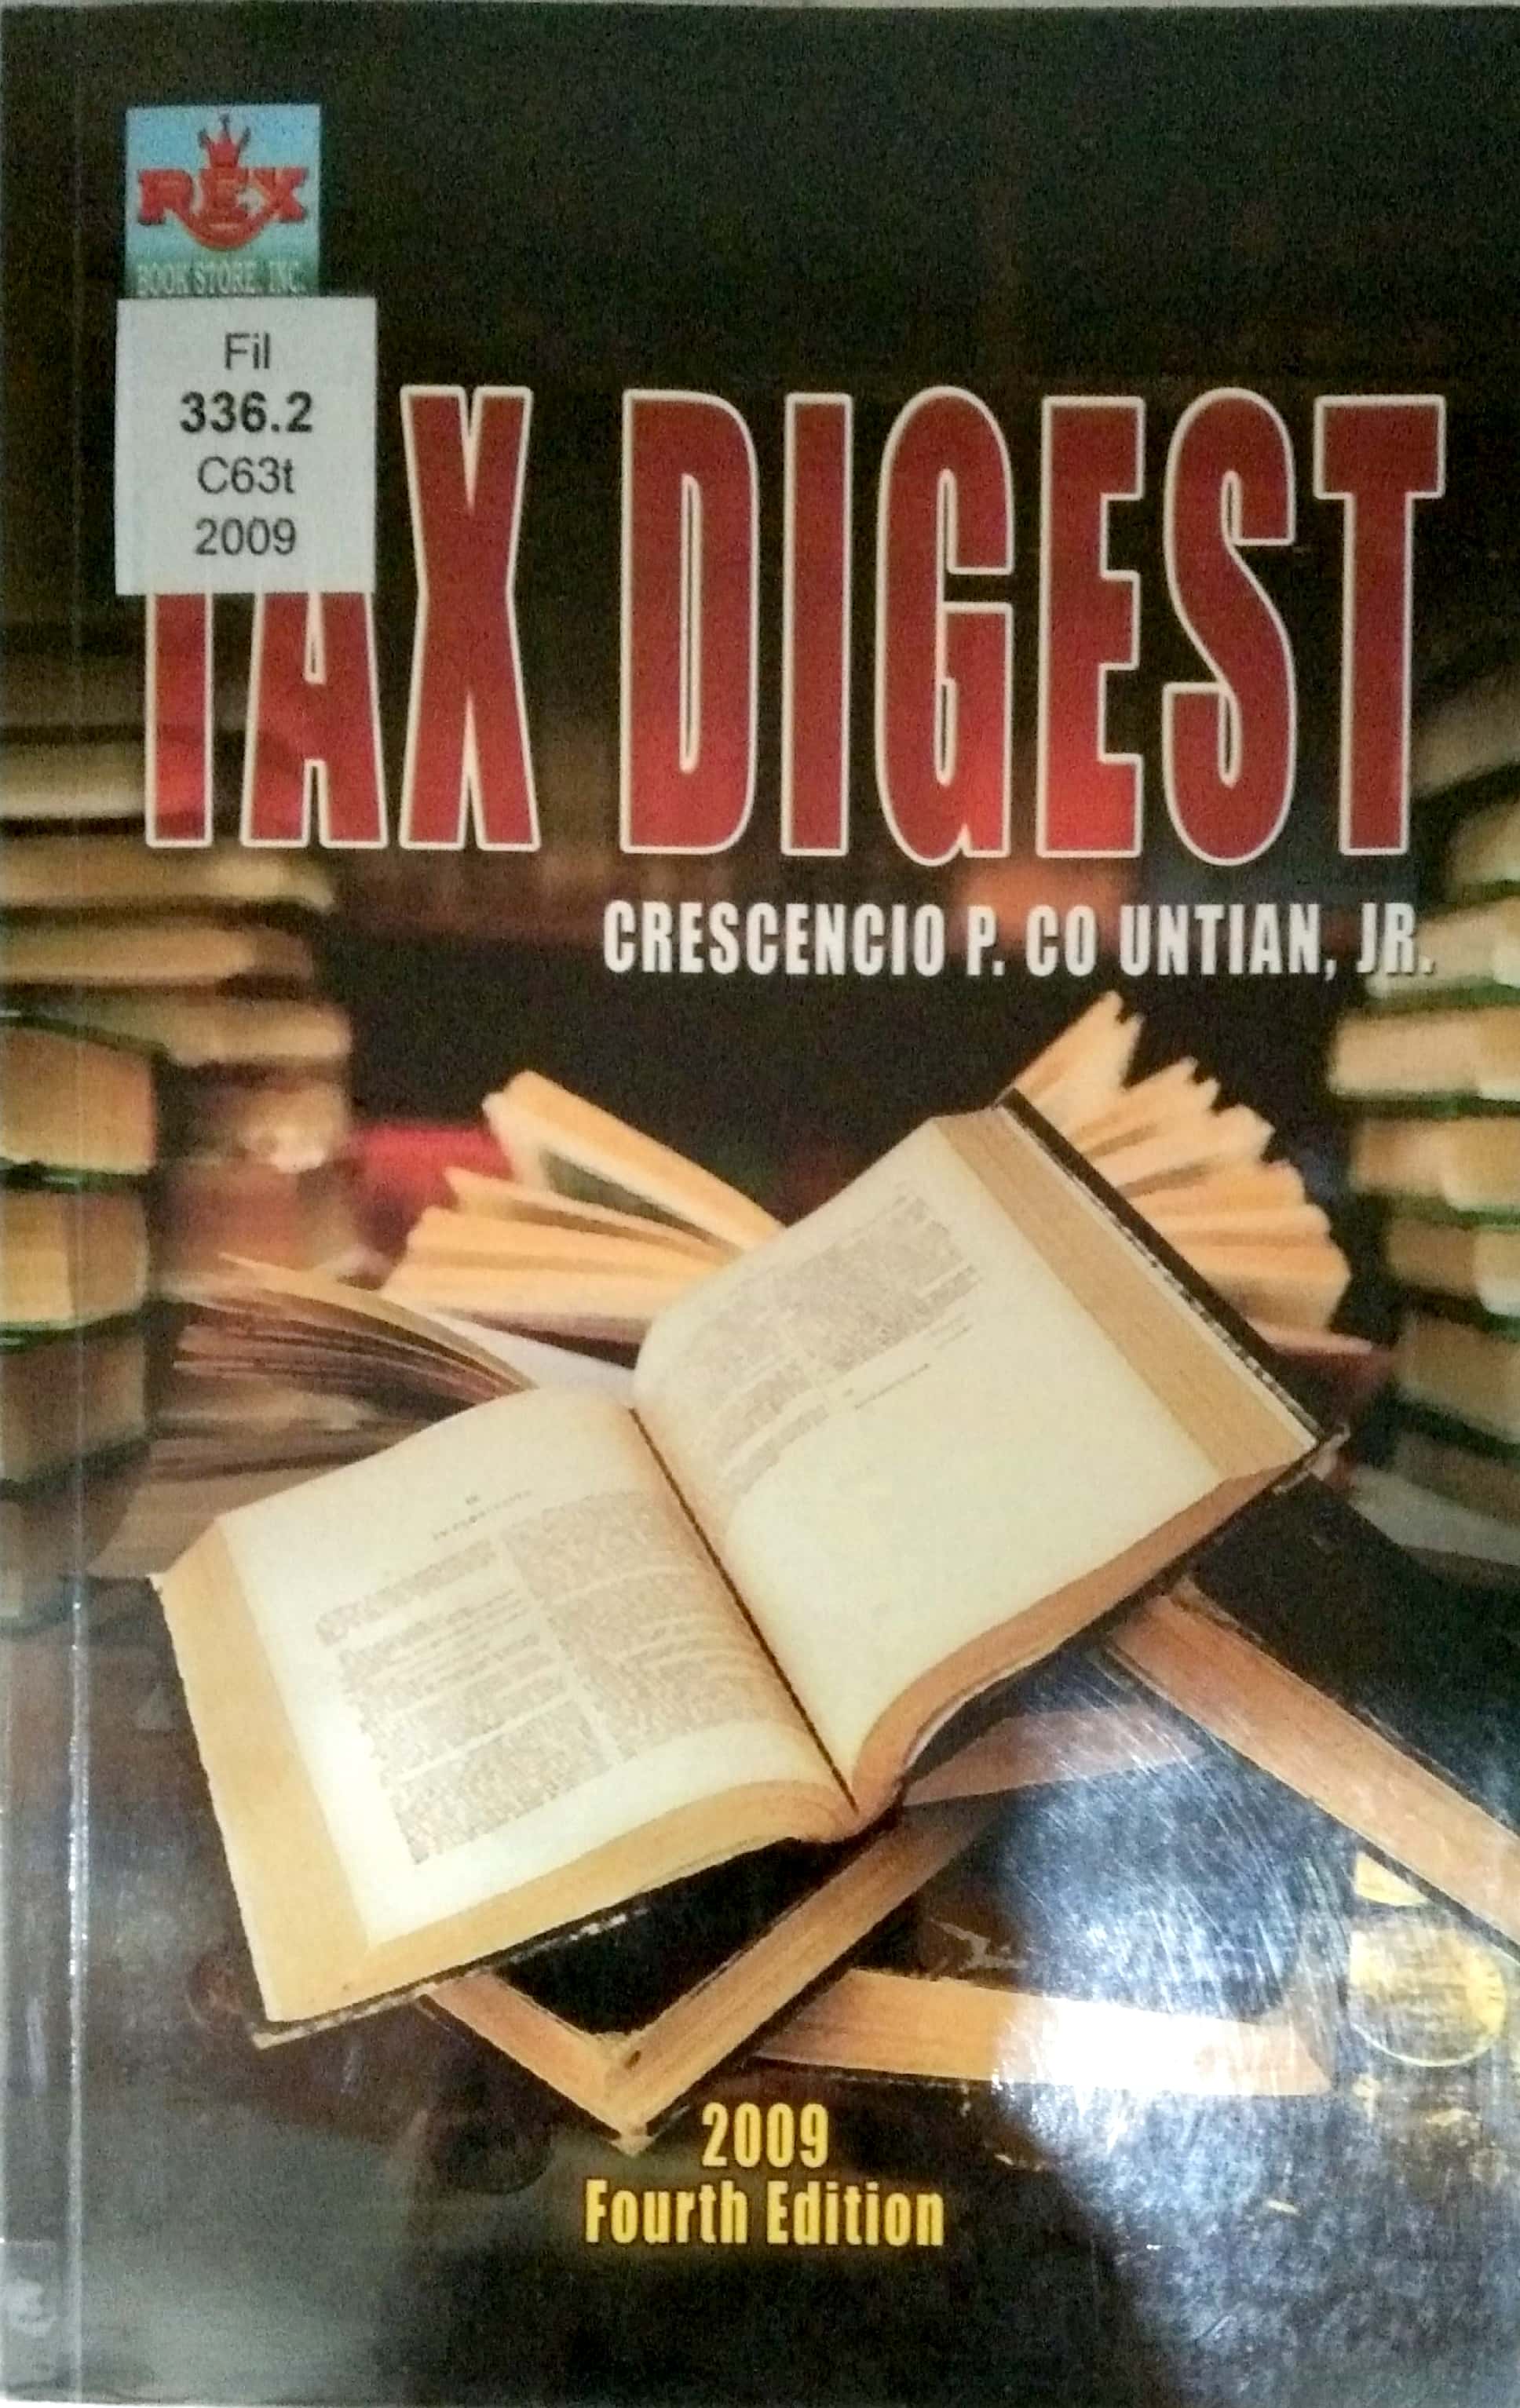 REX
BOOK STORE, INC.
Fil
336.2
C63t
2009
TAX DIGEST
CRESCENCIO P. CO UNTIAN, JR.
2009
Fourth Edition